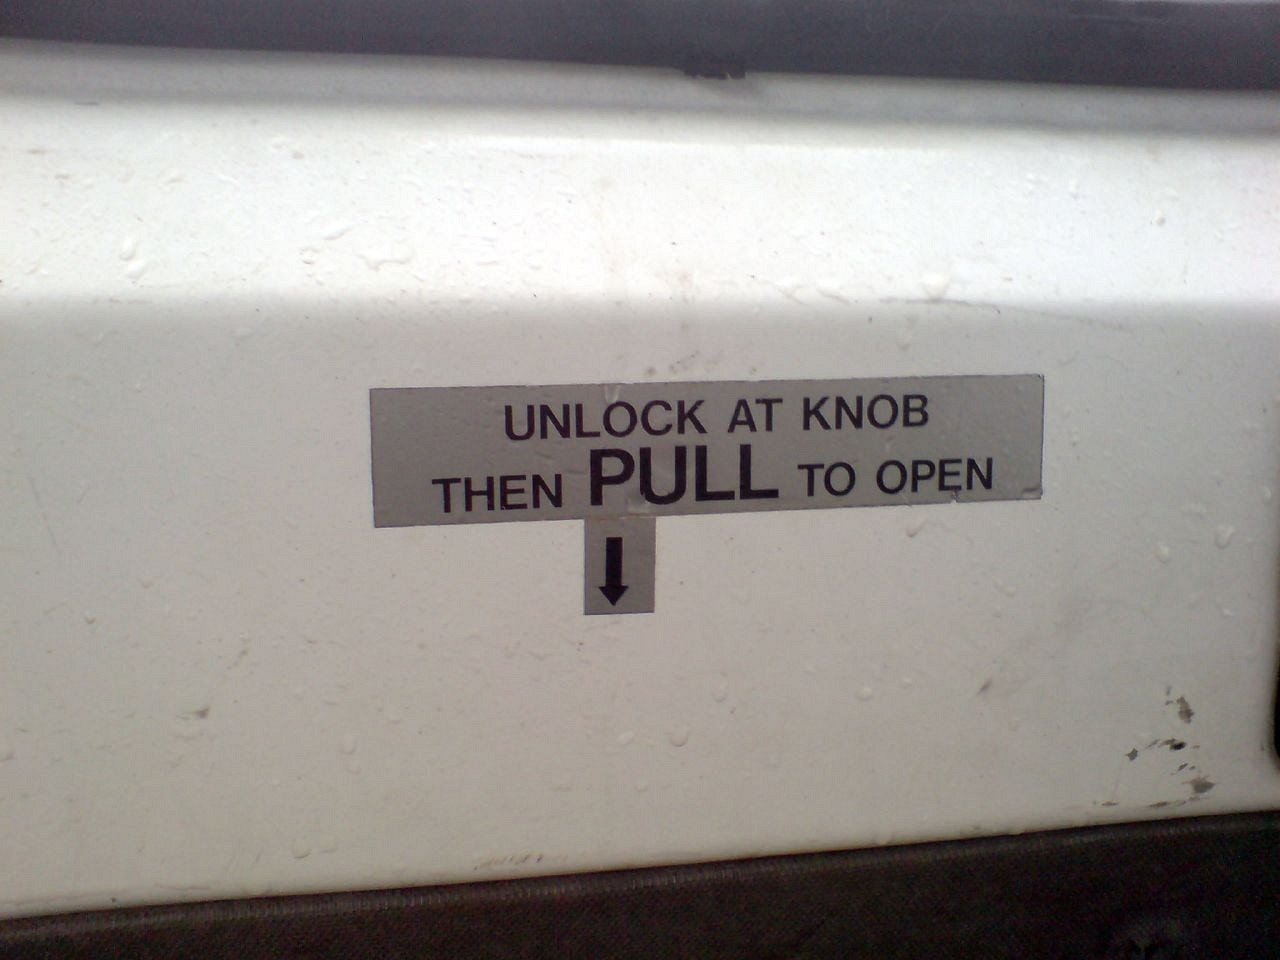 UNLOCK AT KNOB
THEN PULL TO OPEN